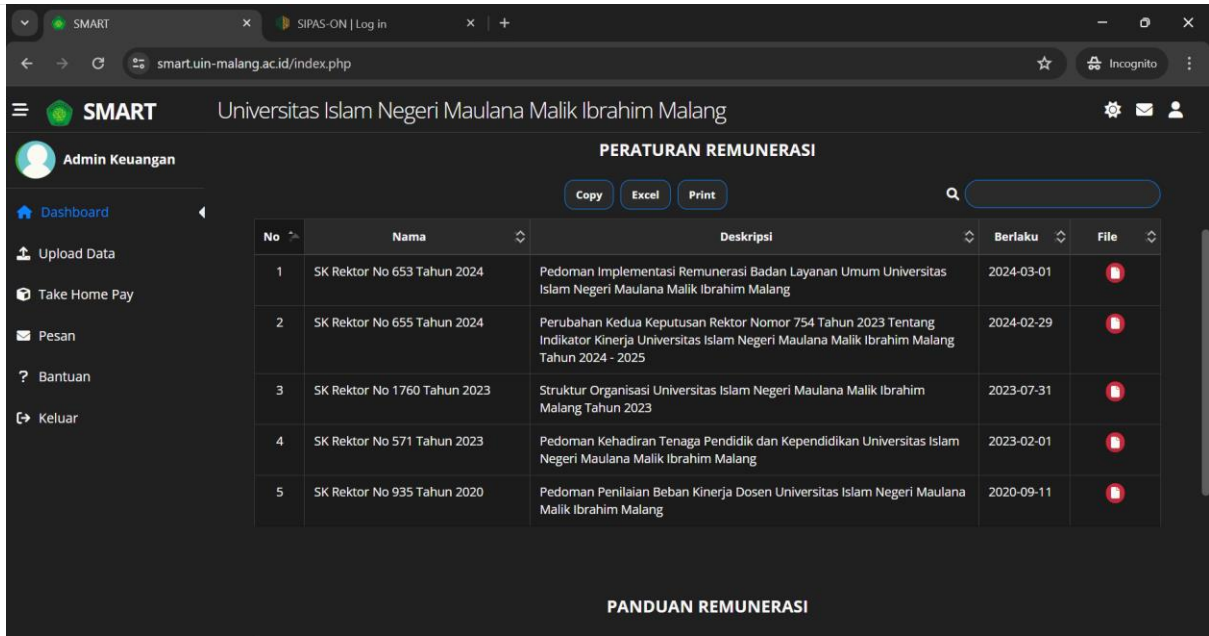 SMART
SIPAS-ON | Log in
smart.uin-malang.ac.id/index.php
Incognito
SMART
Universitas Islam Negeri Maulana Malik Ibrahim Malang
Admin Keuangan
Dashboard
Upload Data
Take Home Pay
Pesan
? Bantuan
Keluar
PERATURAN REMUNERASI
Copy Excel Print
No Nama Deskripsi Berlaku File
1 SK Rektor No 653 Tahun 2024 Pedoman Implementasi Remunerasi Badan Layanan Umum Universitas 2024-03-01
Islam Negeri Maulana Malik Ibrahim Malang
2 SK Rektor No 655 Tahun 2024 Perubahan Kedua Keputusan Rektor Nomor 754 Tahun 2023 Tentang 2024-02-29
Indikator Kinerja Universitas Islam Negeri Maulana Malik Ibrahim Malang
Tahun 2024 - 2025
3 SK Rektor No 1760 Tahun 2023 Struktur Organisasi Universitas Islam Negeri Maulana Malik Ibrahim 2023-07-31
Malang Tahun 2023
4 SK Rektor No 571 Tahun 2023 Pedoman Kehadiran Tenaga Pendidik dan Kependidikan Universitas Islam 2023-02-01
Negeri Maulana Malik Ibrahim Malang
5 SK Rektor No 935 Tahun 2020 Pedoman Penilaian Beban Kinerja Dosen Universitas Islam Negeri Maulana 2020-09-11
Malik Ibrahim Malang
PANDUAN REMUNERASI